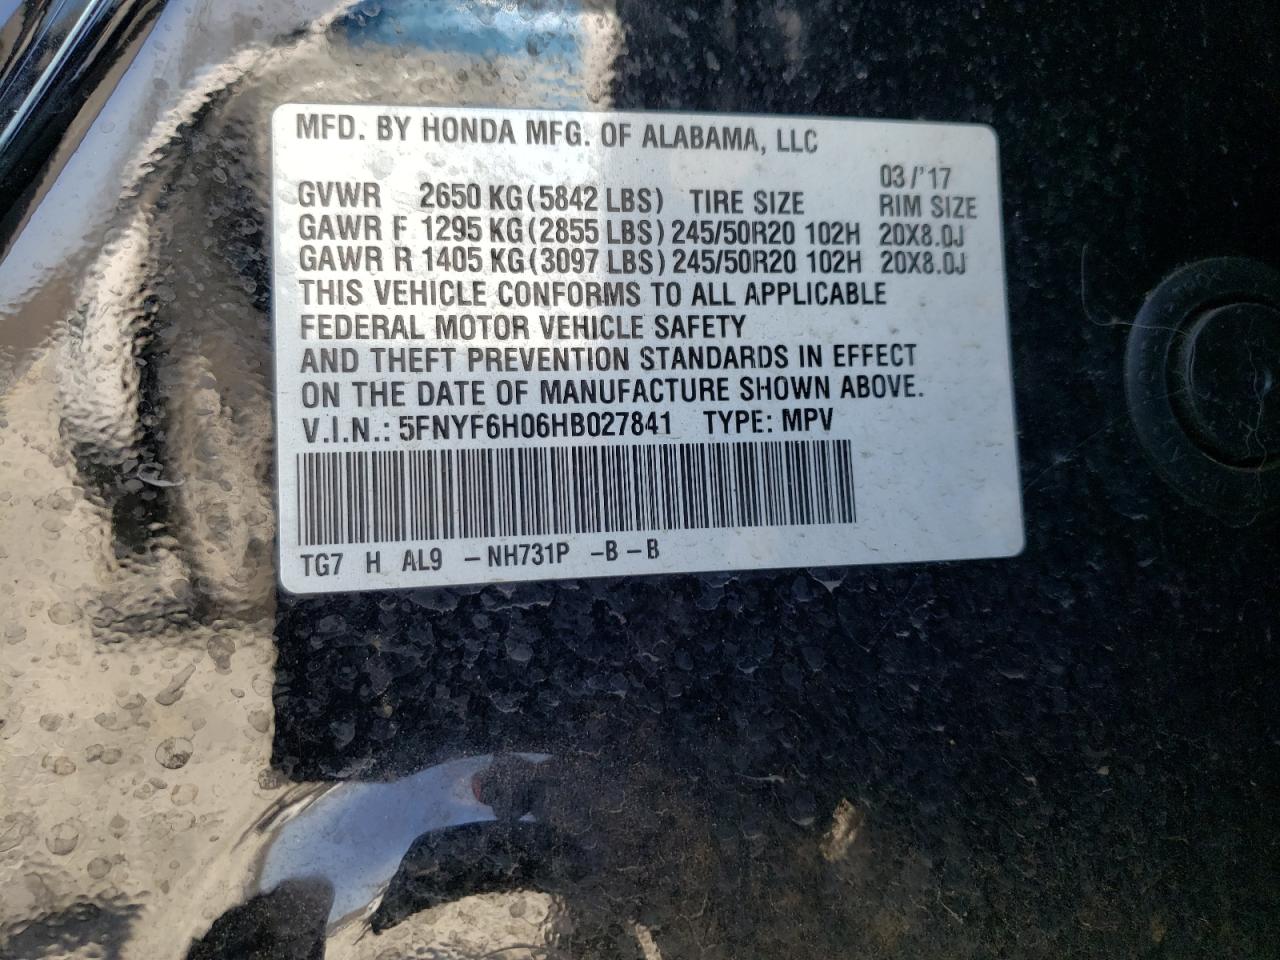 MFD. BY HONDA MFG. OF ALABAMA, LLC
03/'17
GVWR 2650 KG(5842 LBS) TIRE SIZE RIM SIZE
GAWR F 1295 KG(2855 LBS) 245/50R20 102H 20X8.0J
GAWR R 1405 KG(3097 LBS) 245/50R20 102H 20X8.0J
THIS VEHICLE CONFORMS TO ALL APPLICABLE
FEDERAL MOTOR VEHICLE SAFETY
AND THEFT PREVENTION STANDARDS IN EFFECT
ON THE DATE OF MANUFACTURE SHOWN ABOVE.
V.I.N.: 5FNYF6H06HB027841 TYPE: MPV
TG7 H AL9 -NH731P -B-B